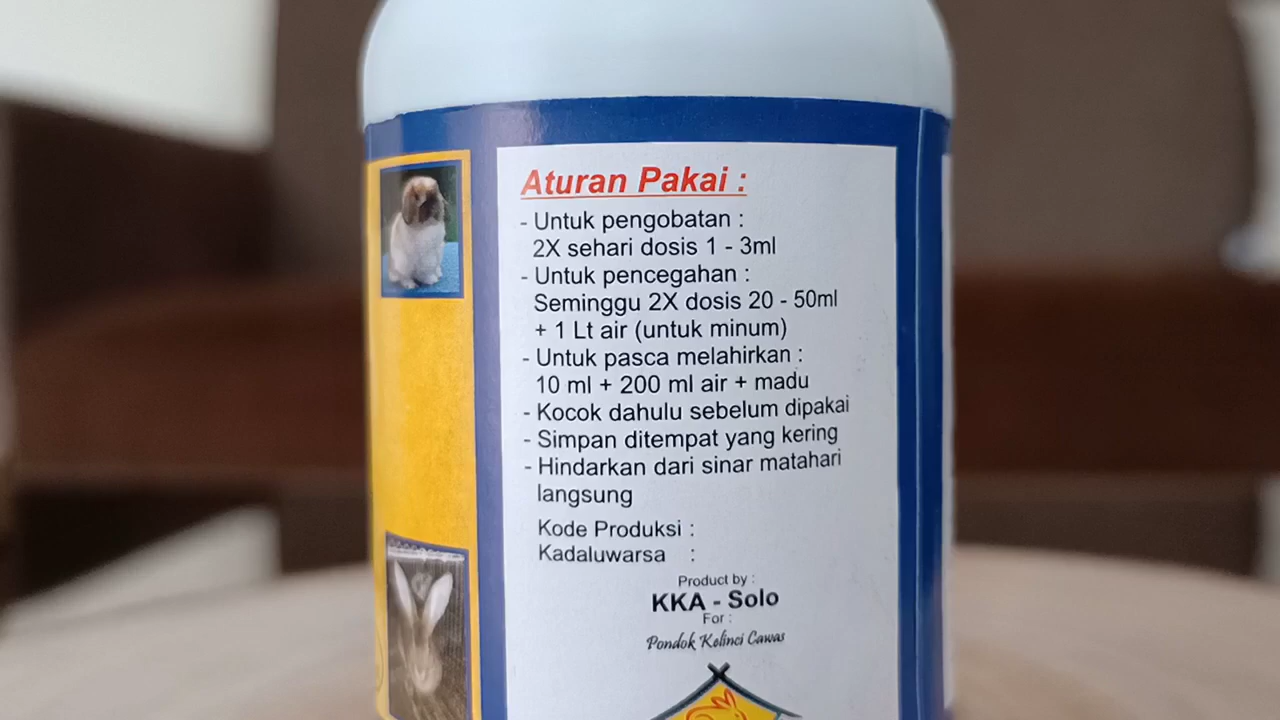 Aturan Pakai :
- Untuk pengobatan :
2X sehari dosis 1 - 3ml
- Untuk pencegahan :
Seminggu 2X dosis 20 - 50ml
+ 1 Lt air (untuk minum)
- Untuk pasca melahirkan :
10 ml + 200 ml air + madu
- Kocok dahulu sebelum dipakai
- Simpan ditempat yang kering
- Hindarkan dari sinar matahari
langsung
Kode Produksi :
Kadaluwarsa :
Product by :
KKA - Solo
For :
Pondok Kelinci Cawas